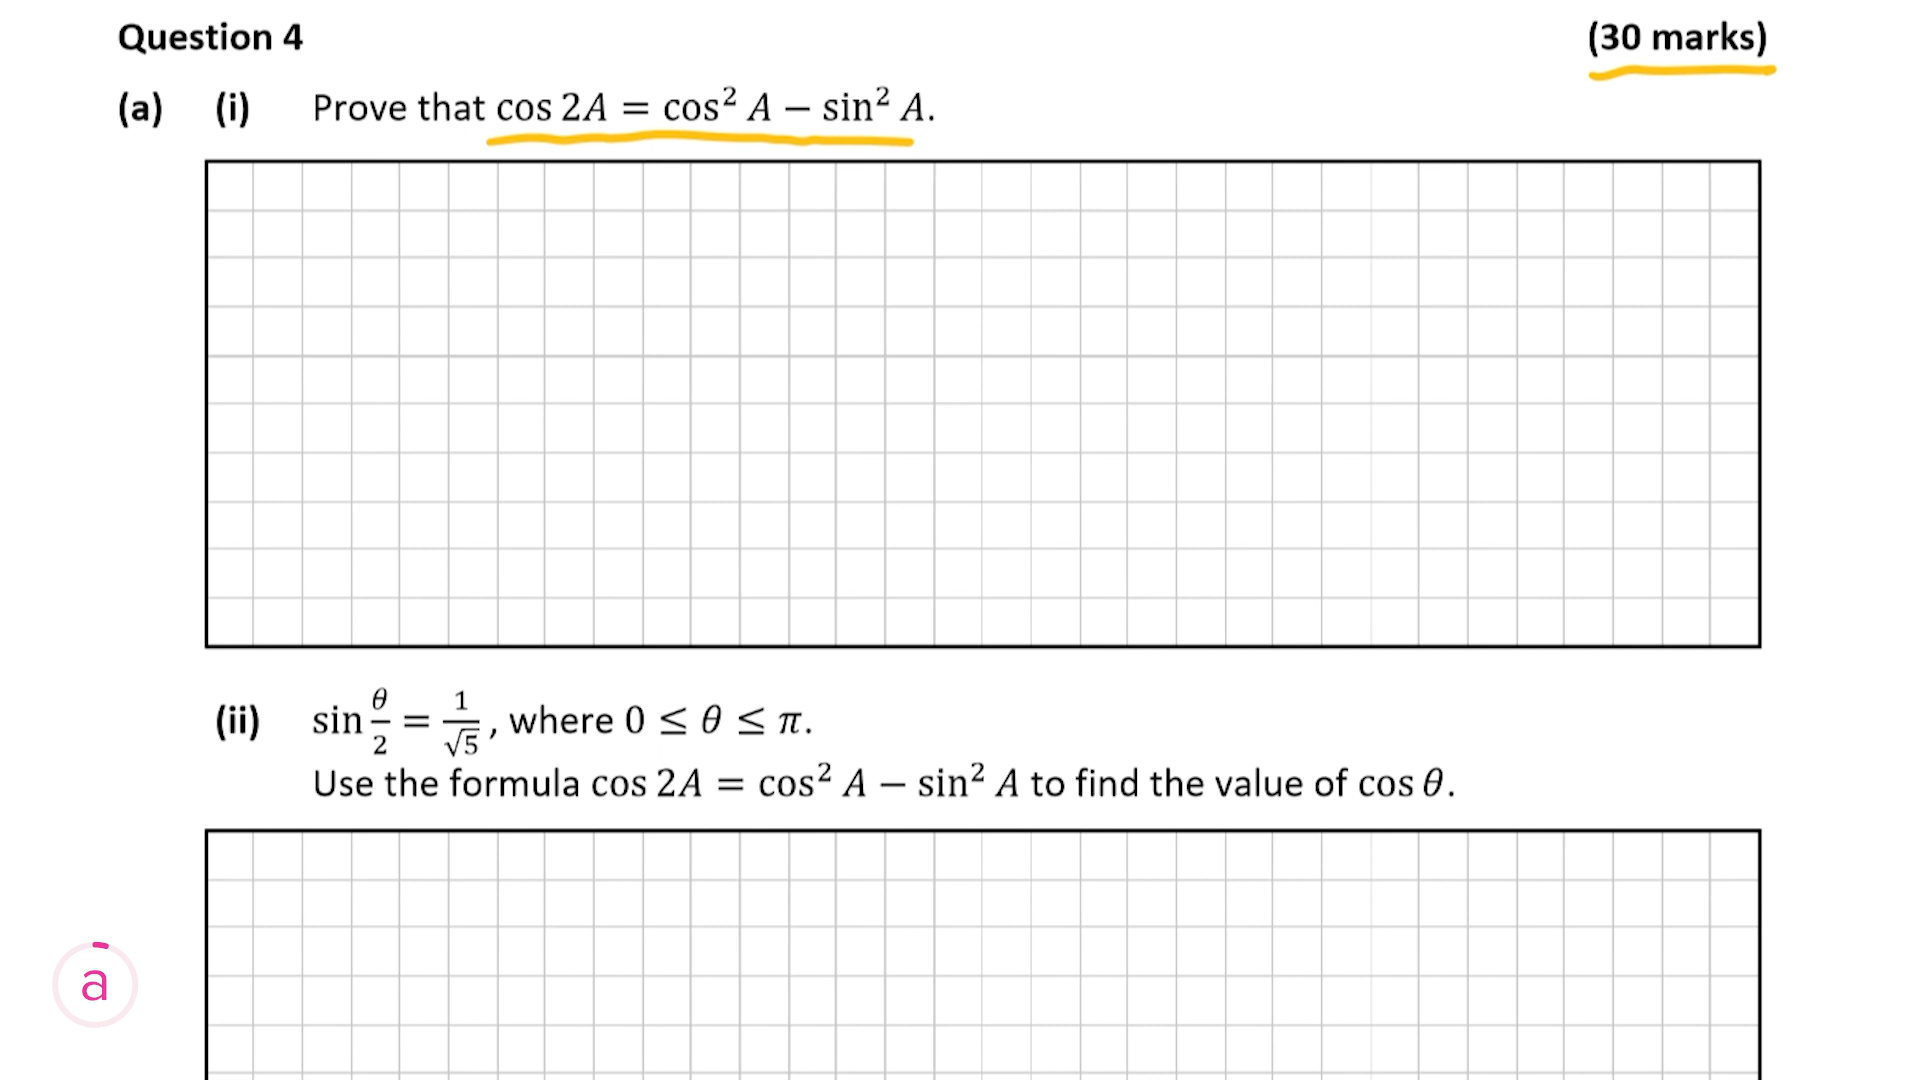 Question 4 (30 marks)
(a) (i) Prove that cos 2A = cos² A − sin² A.
(ii) sin θ/2 = 1/√5, where 0 ≤ θ ≤ π.
Use the formula cos 2A = cos² A − sin² A to find the value of cos θ.
a